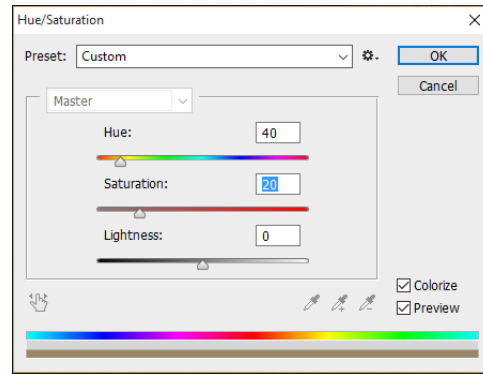 Hue/Saturation
Preset: Custom
OK
Cancel
Master
Hue: 40
Saturation: 20
Lightness: 0
Colorize
Preview